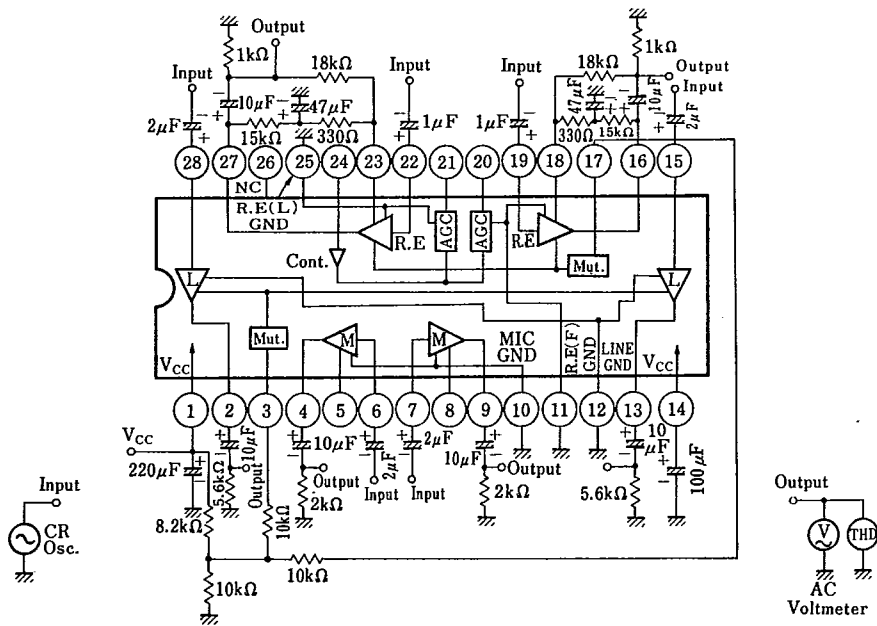 Output
Input
1kΩ
18kΩ
Input
Input
18kΩ
1kΩ
Output
Input
2μF
10μF
47μF
15kΩ
330Ω
1μF
1μF
47μF
330Ω
15kΩ
10μF
2μF
28 27 26 25 24 23 22 21 20 19 18 17 16 15
NC
R.E(L)
GND
Cont.
R.E
AGC
AGC
R.E
Mut.
L
L
Mut.
M
M
MIC
GND
R.E(F)
GND
LINE
GND
VCC
VCC
1 2 3 4 5 6 7 8 9 10 11 12 13 14
VCC
220μF
10μF
5.6kΩ
Output
10μF
Output
2kΩ
2μF
Input
2μF
Input
10μF
Output
2kΩ
10
μF
5.6kΩ
100μF
Input
CR
Osc.
8.2kΩ
10kΩ
10kΩ
10kΩ
Output
V
THD
AC
Voltmeter